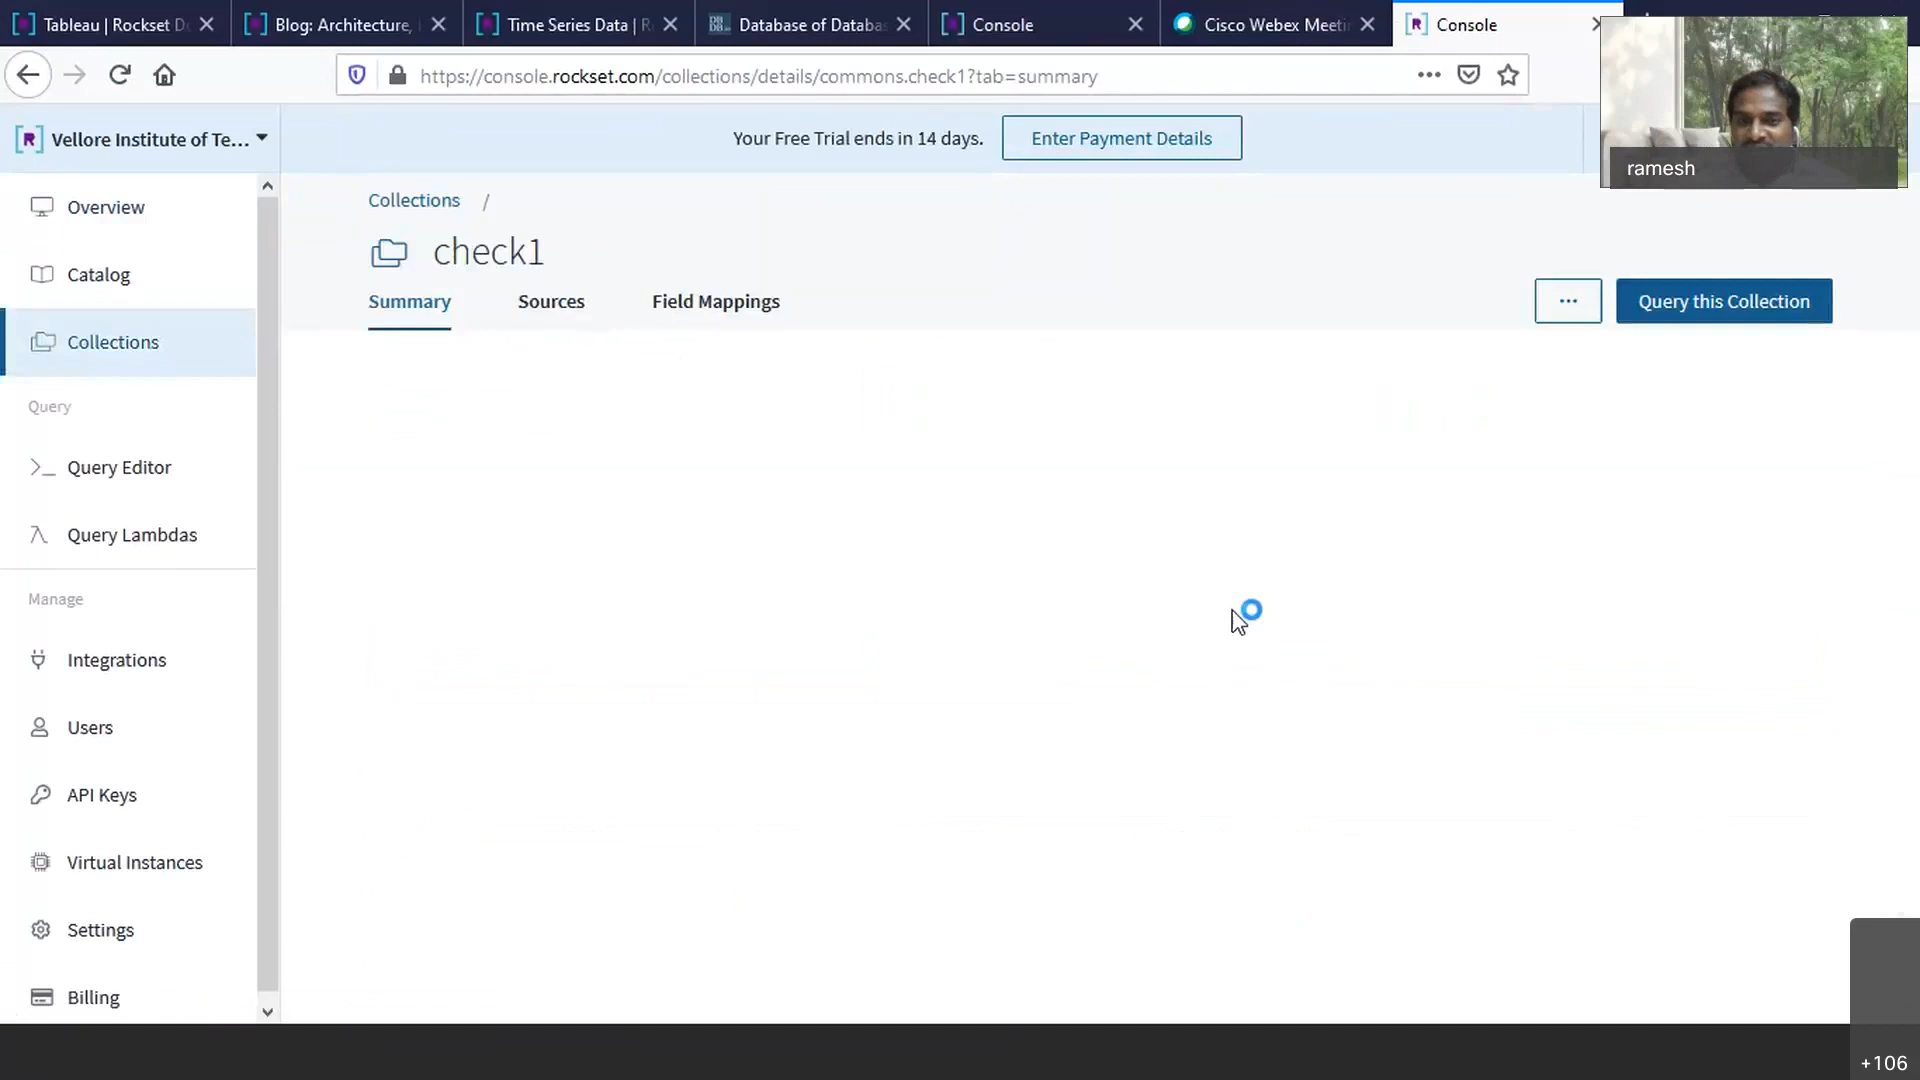 Tableau | Rockset D
Blog: Architecture,
Time Series Data | R
Database of Databas
Console
Cisco Webex Meeti
Console
https://console.rockset.com/collections/details/commons.check1?tab=summary
Vellore Institute of Te...
Your Free Trial ends in 14 days.
Enter Payment Details
ramesh
Overview
Catalog
Collections
Query
Query Editor
Query Lambdas
Manage
Integrations
Users
API Keys
Virtual Instances
Settings
Billing
Collections /
check1
Summary
Sources
Field Mappings
...
Query this Collection
+106